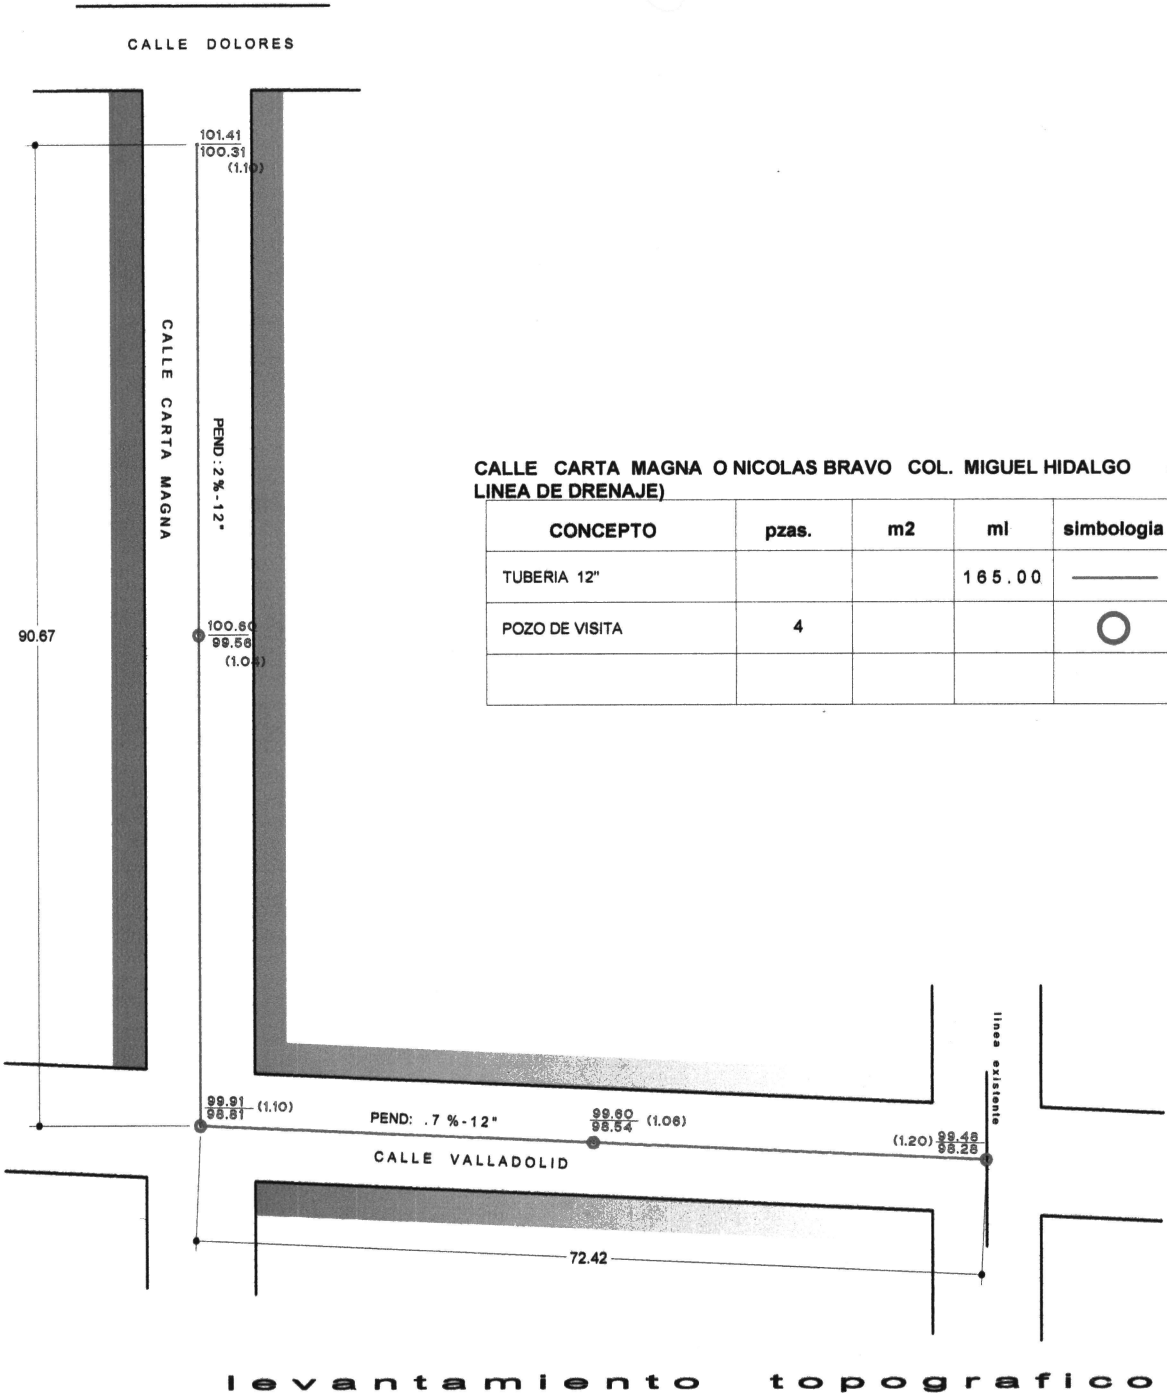 CALLE DOLORES
101.41
100.31
(1.10)
CALLE CARTA MAGNA
PEND: 2 % - 12"
90.67
100.60
99.56
(1.04)
CALLE CARTA MAGNA O NICOLAS BRAVO COL. MIGUEL HIDALGO
LINEA DE DRENAJE)
CONCEPTO pzas. m2 ml simbologia
TUBERIA 12" 165.00
POZO DE VISITA 4
linea existente
99.91
98.81
(1.10)
PEND: .7 % - 12"
99.60
98.54
(1.06)
(1.20)
99.48
98.28
CALLE VALLADOLID
72.42
levantamiento topografico